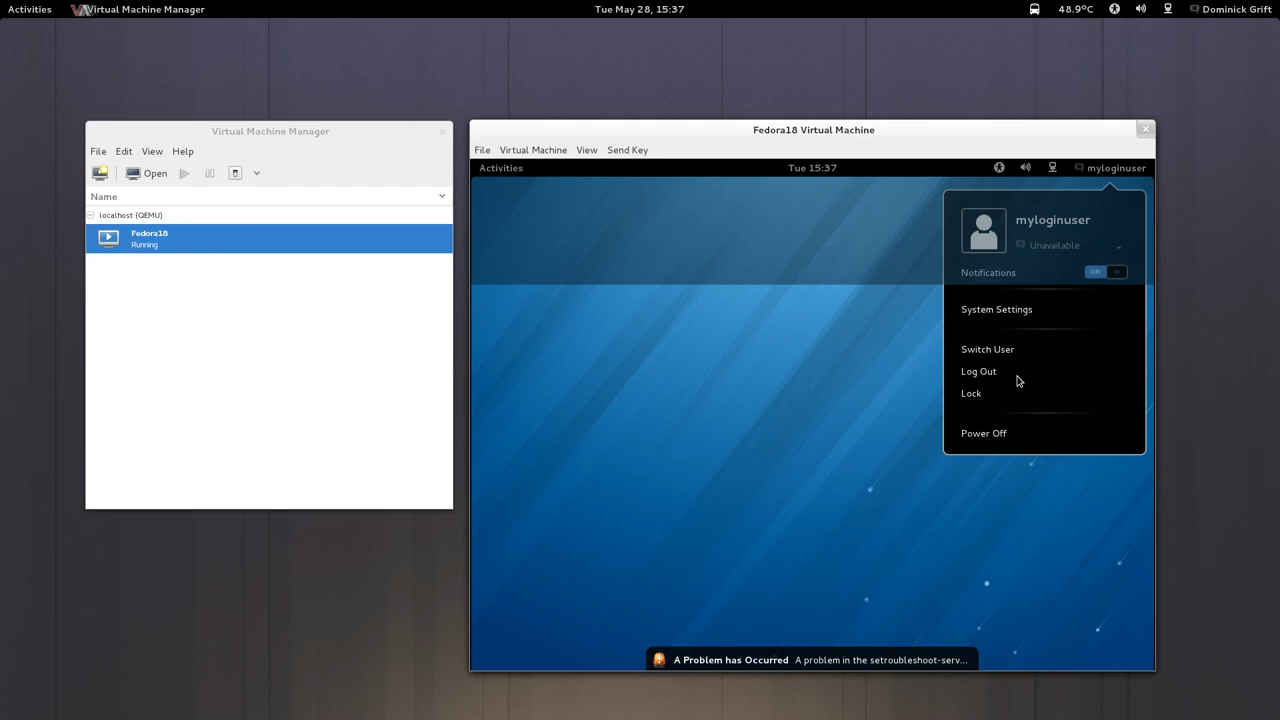 Activities Virtual Machine Manager Tue May 28, 15:37 48.9°C Dominick Grift
Virtual Machine Manager
File Edit View Help
Open
Name
localhost (QEMU)
Fedora18
Running
Fedora18 Virtual Machine
File Virtual Machine View Send Key
Activities Tue 15:37 myloginuser
myloginuser
Unavailable
Notifications ON
System Settings
Switch User
Log Out
Lock
Power Off
A Problem has Occurred A problem in the setroubleshoot-serv...